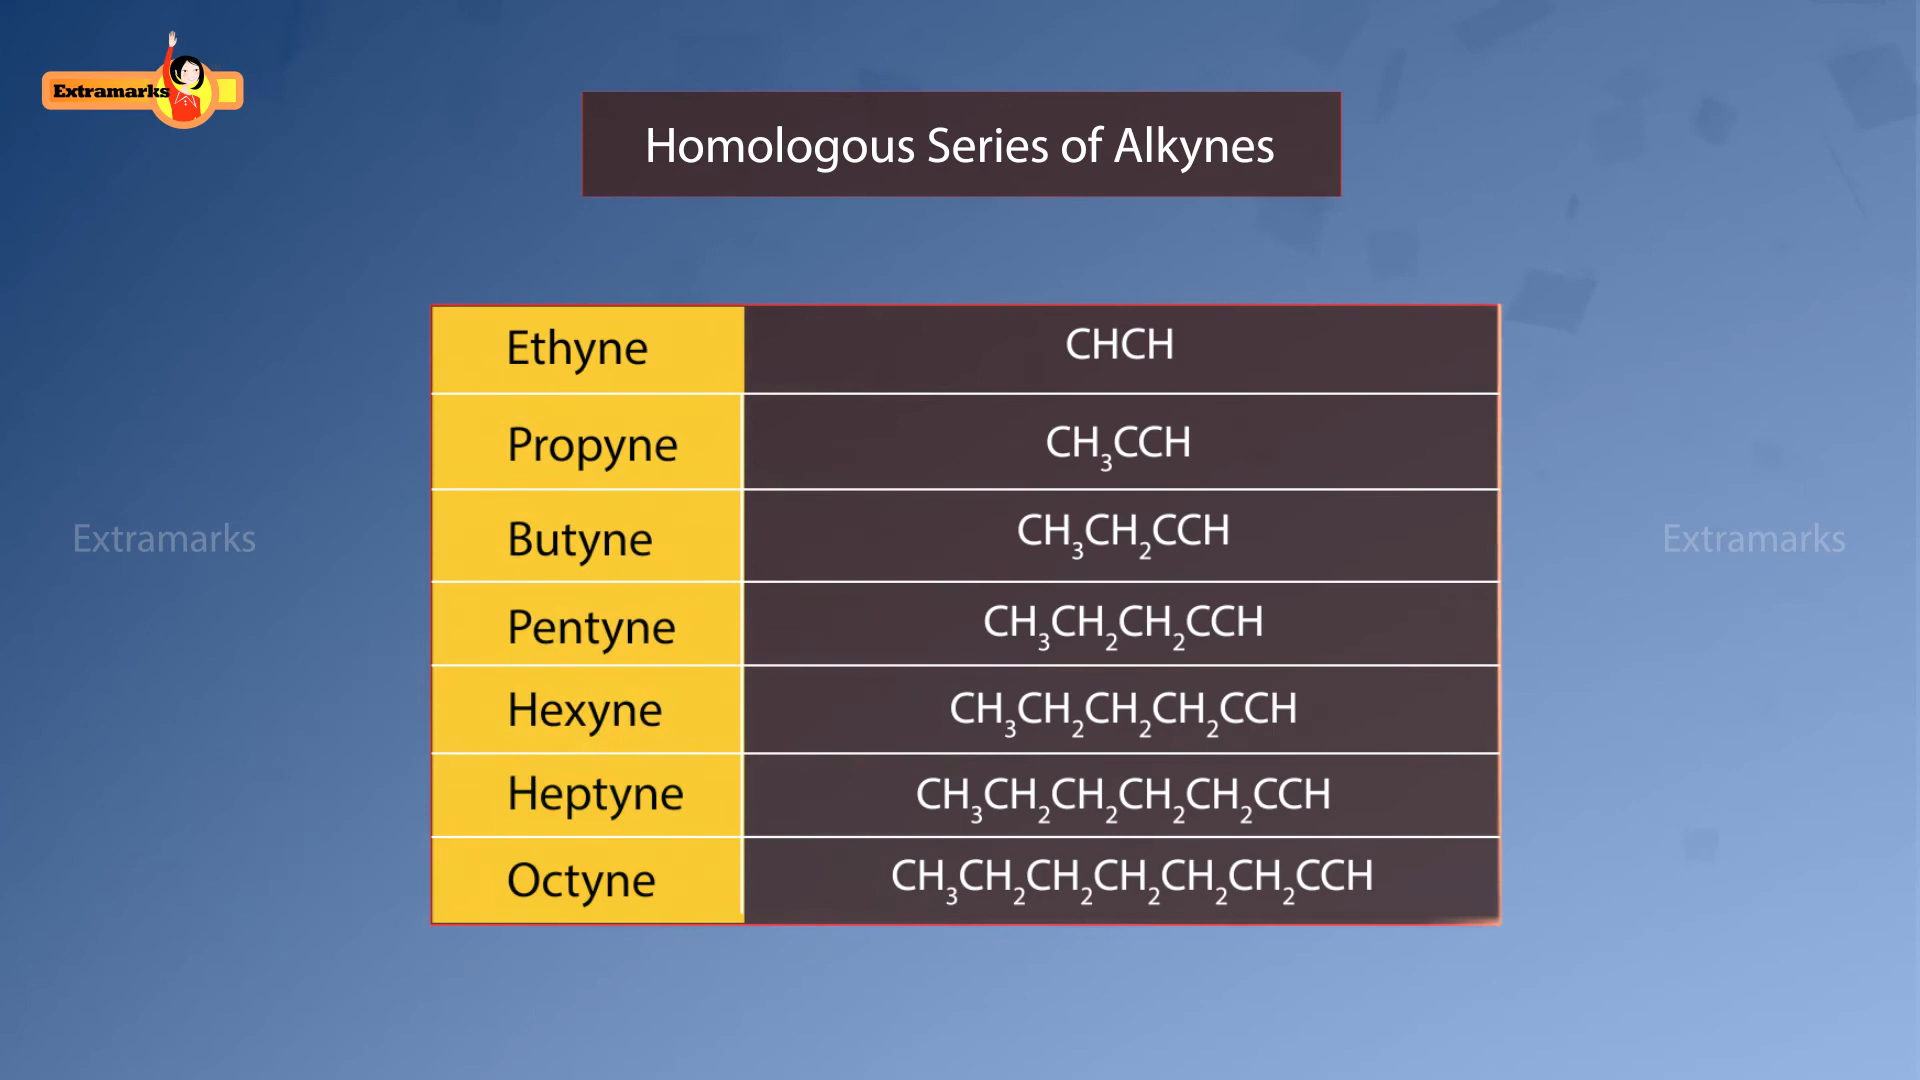 Extramarks
Homologous Series of Alkynes
Ethyne CHCH
Propyne CH₃CCH
Butyne CH₃CH₂CCH
Extramarks Extramarks
Pentyne CH₃CH₂CH₂CCH
Hexyne CH₃CH₂CH₂CH₂CCH
Heptyne CH₃CH₂CH₂CH₂CH₂CCH
Octyne CH₃CH₂CH₂CH₂CH₂CH₂CCH